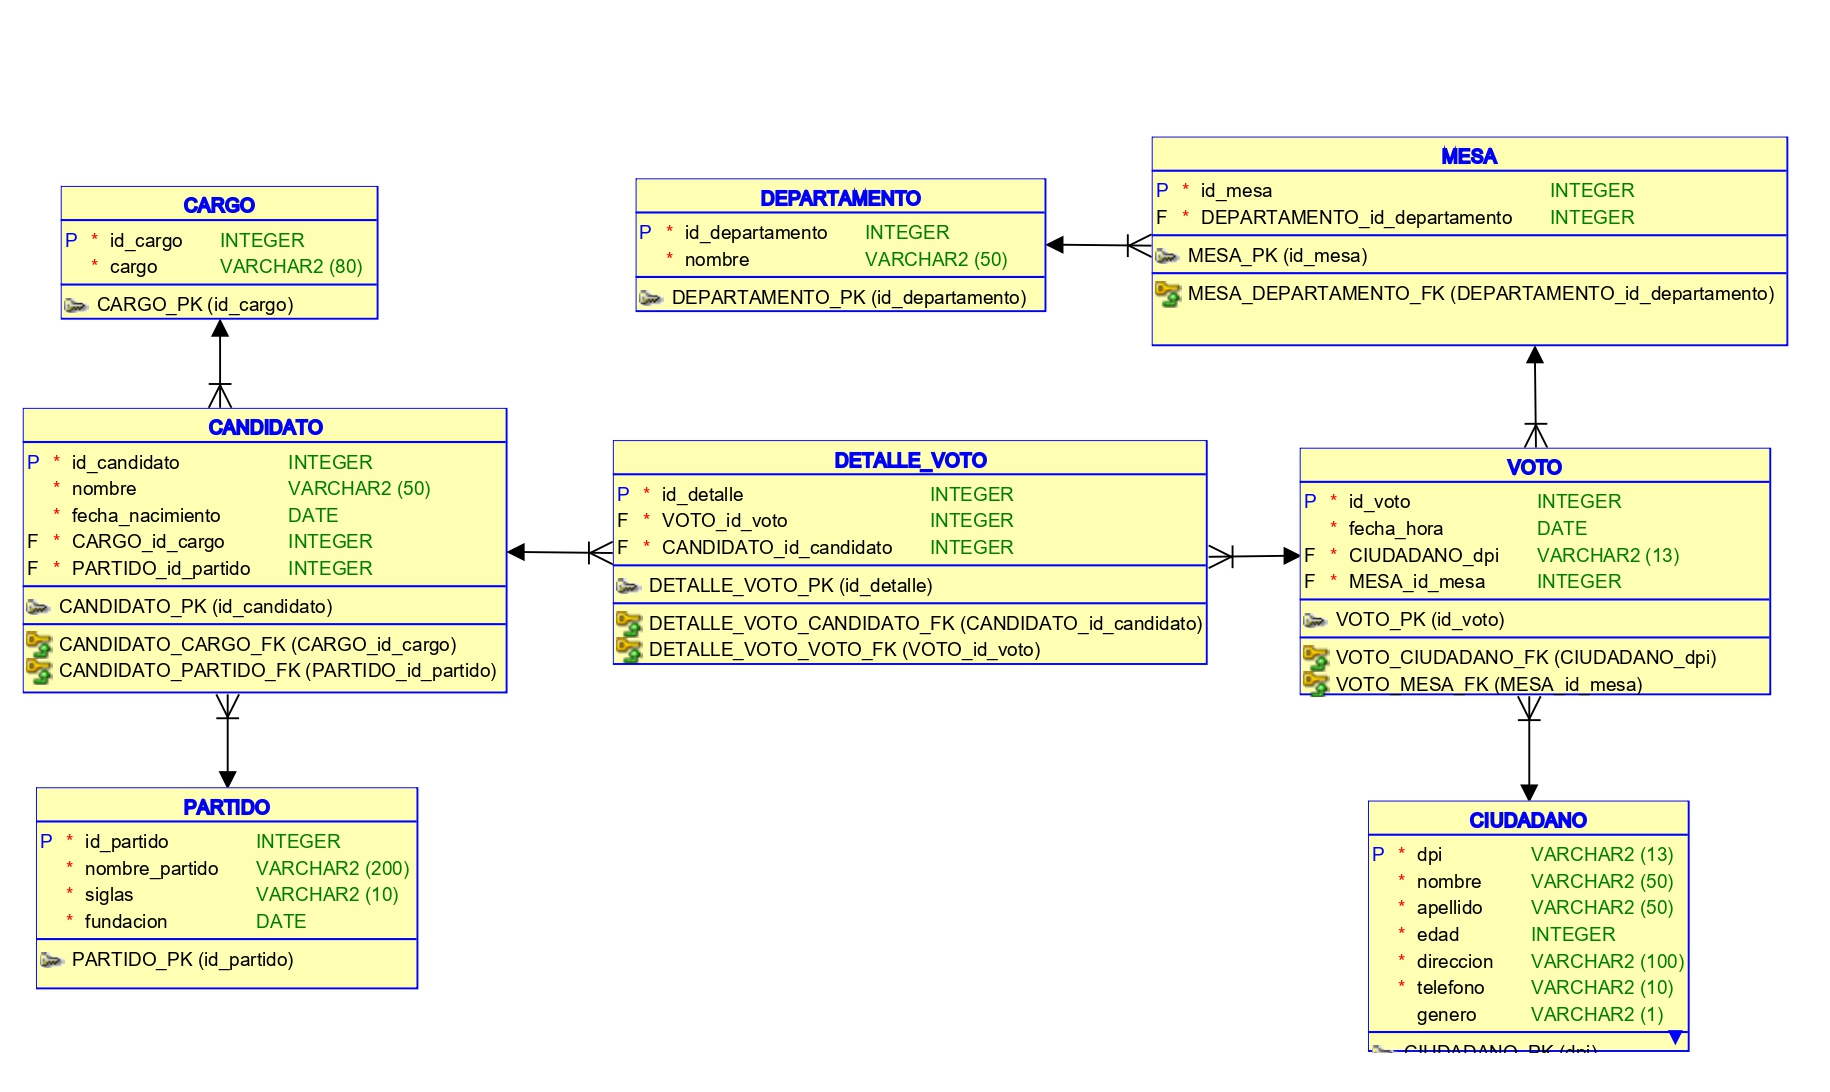 CARGO
P * id_cargo INTEGER
* cargo VARCHAR2 (80)
CARGO_PK (id_cargo)
DEPARTAMENTO
P * id_departamento INTEGER
* nombre VARCHAR2 (50)
DEPARTAMENTO_PK (id_departamento)
MESA
P * id_mesa INTEGER
F * DEPARTAMENTO_id_departamento INTEGER
MESA_PK (id_mesa)
MESA_DEPARTAMENTO_FK (DEPARTAMENTO_id_departamento)
CANDIDATO
P * id_candidato INTEGER
* nombre VARCHAR2 (50)
* fecha_nacimiento DATE
F * CARGO_id_cargo INTEGER
F * PARTIDO_id_partido INTEGER
CANDIDATO_PK (id_candidato)
CANDIDATO_CARGO_FK (CARGO_id_cargo)
CANDIDATO_PARTIDO_FK (PARTIDO_id_partido)
DETALLE_VOTO
P * id_detalle INTEGER
F * VOTO_id_voto INTEGER
F * CANDIDATO_id_candidato INTEGER
DETALLE_VOTO_PK (id_detalle)
DETALLE_VOTO_CANDIDATO_FK (CANDIDATO_id_candidato)
DETALLE_VOTO_VOTO_FK (VOTO_id_voto)
VOTO
P * id_voto INTEGER
* fecha_hora DATE
F * CIUDADANO_dpi VARCHAR2 (13)
F * MESA_id_mesa INTEGER
VOTO_PK (id_voto)
VOTO_CIUDADANO_FK (CIUDADANO_dpi)
VOTO_MESA_FK (MESA_id_mesa)
PARTIDO
P * id_partido INTEGER
* nombre_partido VARCHAR2 (200)
* siglas VARCHAR2 (10)
* fundacion DATE
PARTIDO_PK (id_partido)
CIUDADANO
P * dpi VARCHAR2 (13)
* nombre VARCHAR2 (50)
* apellido VARCHAR2 (50)
* edad INTEGER
* direccion VARCHAR2 (100)
* telefono VARCHAR2 (10)
genero VARCHAR2 (1)
CIUDADANO_PK (dpi)